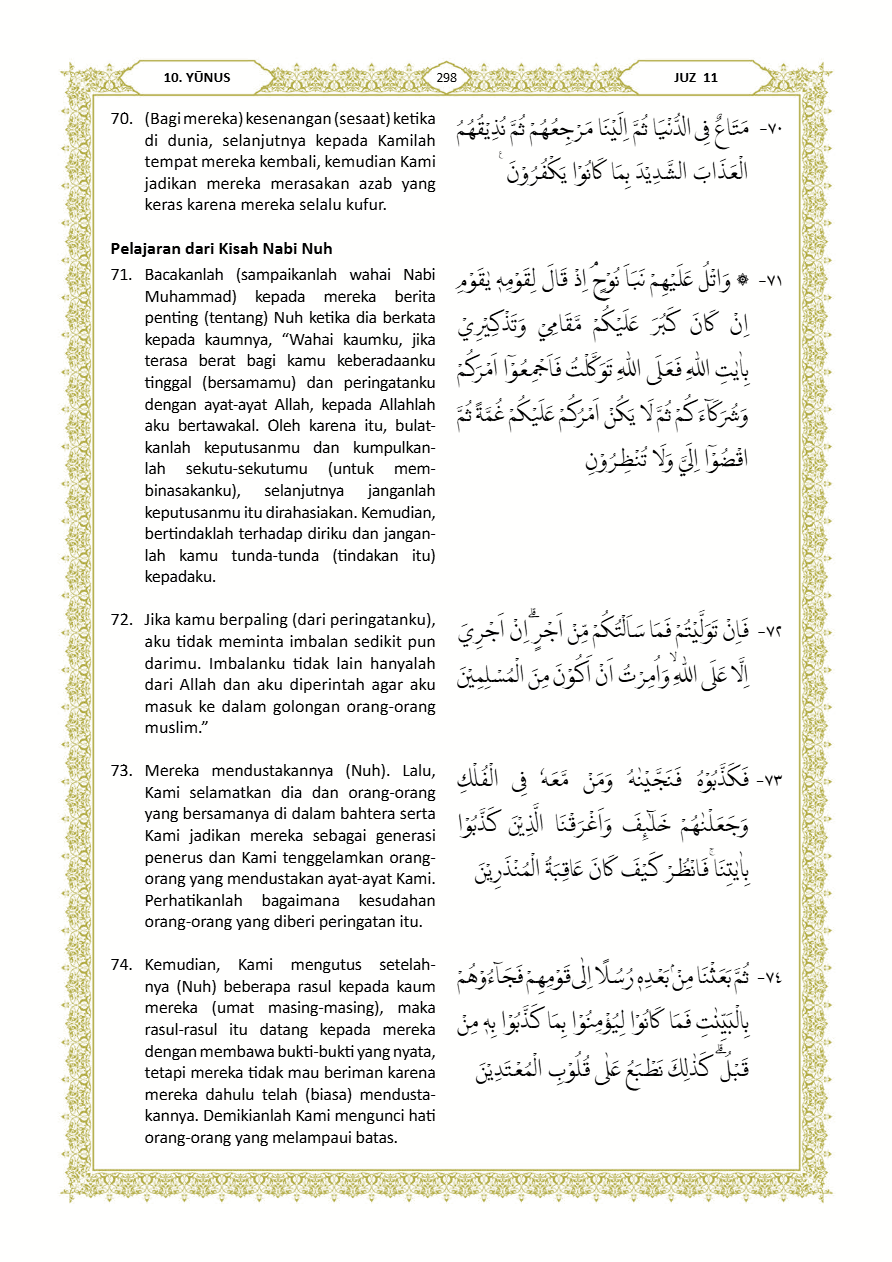 10. YŪNUS
298
JUZ 11
70. (Bagi mereka) kesenangan (sesaat) ketika
di dunia, selanjutnya kepada Kamilah
tempat mereka kembali, kemudian Kami
jadikan mereka merasakan azab yang
keras karena mereka selalu kufur.
٧٠- مَتَاعٌ فِى الدُّنْيَا ثُمَّ اِلَيْنَا مَرْجِعُهُمْ ثُمَّ نُذِيْقُهُمُ
الْعَذَابَ الشَّدِيْدَ بِمَا كَانُوْا يَكْفُرُوْنَ ࣖ
Pelajaran dari Kisah Nabi Nuh
71. Bacakanlah (sampaikanlah wahai Nabi
Muhammad) kepada mereka berita
penting (tentang) Nuh ketika dia berkata
kepada kaumnya, “Wahai kaumku, jika
terasa berat bagi kamu keberadaanku
tinggal (bersamamu) dan peringatanku
dengan ayat-ayat Allah, kepada Allahlah
aku bertawakal. Oleh karena itu, bulat-
kanlah keputusanmu dan kumpulkan-
lah sekutu-sekutumu (untuk mem-
binasakanku), selanjutnya janganlah
keputusanmu itu dirahasiakan. Kemudian,
bertindaklah terhadap diriku dan jangan-
lah kamu tunda-tunda (tindakan itu)
kepadaku.
٧١- ۞ وَاتْلُ عَلَيْهِمْ نَبَاَ نُوْحٍۘ اِذْ قَالَ لِقَوْمِهٖ يٰقَوْمِ
اِنْ كَانَ كَبُرَ عَلَيْكُمْ مَّقَامِيْ وَتَذْكِيْرِيْ
بِاٰيٰتِ اللّٰهِ فَعَلَى اللّٰهِ تَوَكَّلْتُ فَاَجْمِعُوْٓا اَمْرَكُمْ
وَشُرَكَاۤءَكُمْ ثُمَّ لَا يَكُنْ اَمْرُكُمْ عَلَيْكُمْ غُمَّةً ثُمَّ
اقْضُوْٓا اِلَيَّ وَلَا تُنْظِرُوْنِ
72. Jika kamu berpaling (dari peringatanku),
aku tidak meminta imbalan sedikit pun
darimu. Imbalanku tidak lain hanyalah
dari Allah dan aku diperintah agar aku
masuk ke dalam golongan orang-orang
muslim.”
٧٢- فَاِنْ تَوَلَّيْتُمْ فَمَا سَاَلْتُكُمْ مِّنْ اَجْرٍۗ اِنْ اَجْرِيَ
اِلَّا عَلَى اللّٰهِ ۙوَاُمِرْتُ اَنْ اَكُوْنَ مِنَ الْمُسْلِمِيْنَ
73. Mereka mendustakannya (Nuh). Lalu,
Kami selamatkan dia dan orang-orang
yang bersamanya di dalam bahtera serta
Kami jadikan mereka sebagai generasi
penerus dan Kami tenggelamkan orang-
orang yang mendustakan ayat-ayat Kami.
Perhatikanlah bagaimana kesudahan
orang-orang yang diberi peringatan itu.
٧٣- فَكَذَّبُوْهُ فَنَجَّيْنٰهُ وَمَنْ مَّعَهٗ فِى الْفُلْكِ
وَجَعَلْنٰهُمْ خَلٰۤىِٕفَ وَاَغْرَقْنَا الَّذِيْنَ كَذَّبُوْا
بِاٰيٰتِنَاۚ فَانْظُرْ كَيْفَ كَانَ عَاقِبَةُ الْمُنْذَرِيْنَ
74. Kemudian, Kami mengutus setelah-
nya (Nuh) beberapa rasul kepada kaum
mereka (umat masing-masing), maka
rasul-rasul itu datang kepada mereka
dengan membawa bukti-bukti yang nyata,
tetapi mereka tidak mau beriman karena
mereka dahulu telah (biasa) mendusta-
kannya. Demikianlah Kami mengunci hati
orang-orang yang melampaui batas.
٧٤- ثُمَّ بَعَثْنَا مِنْۢ بَعْدِهٖ رُسُلًا اِلٰى قَوْمِهِمْ فَجَاۤءُوْهُمْ
بِالْبَيِّنٰتِ فَمَا كَانُوْا لِيُؤْمِنُوْا بِمَا كَذَّبُوْا بِهٖ مِنْ
قَبْلُ ۗ كَذٰلِكَ نَطْبَعُ عَلٰى قُلُوْبِ الْمُعْتَدِيْنَ